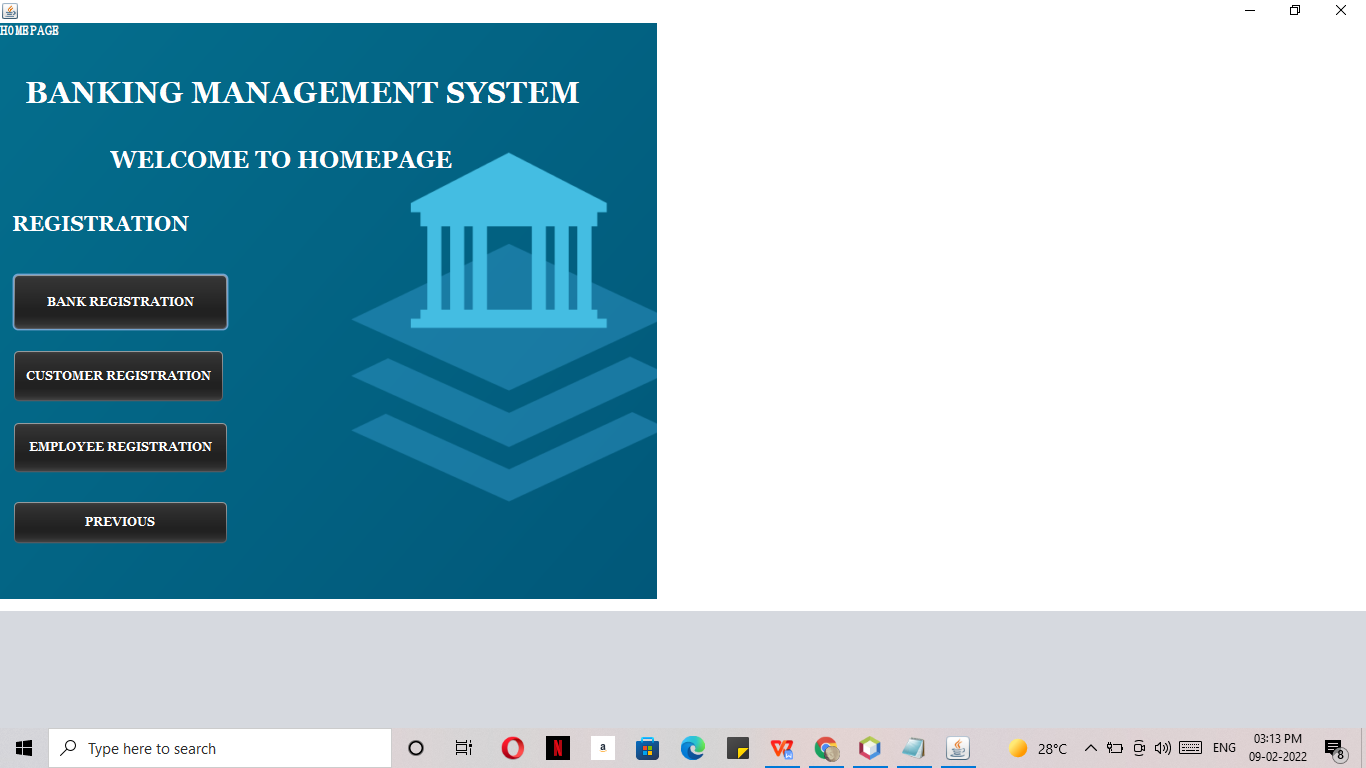 HOMEPAGE
BANKING MANAGEMENT SYSTEM
WELCOME TO HOMEPAGE
REGISTRATION
BANK REGISTRATION
CUSTOMER REGISTRATION
EMPLOYEE REGISTRATION
PREVIOUS
Type here to search
N
a
W
28°C
ENG
03:13 PM
09-02-2022
8